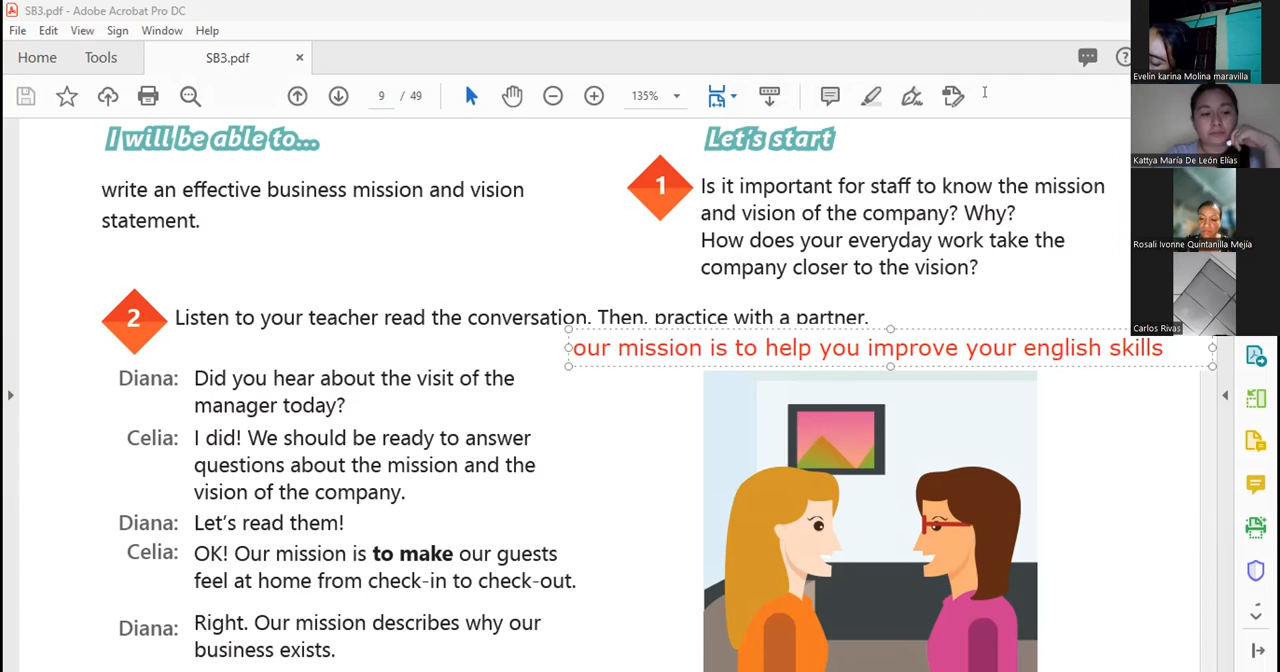 SB3.pdf - Adobe Acrobat Pro DC
File Edit View Sign Window Help
Home Tools SB3.pdf ×
9 / 49 135%
I will be able to...
write an effective business mission and vision
statement.
Let's start
1
Is it important for staff to know the mission
and vision of the company? Why?
How does your everyday work take the
company closer to the vision?
2
Listen to your teacher read the conversation. Then, practice with a partner.
our mission is to help you improve your english skills
Diana: Did you hear about the visit of the
manager today?
Celia: I did! We should be ready to answer
questions about the mission and the
vision of the company.
Diana: Let's read them!
Celia: OK! Our mission is to make our guests
feel at home from check-in to check-out.
Diana: Right. Our mission describes why our
business exists.
Evelin karina Molina maravilla
Kattya María De León Elías
Rosali Ivonne Quintanilla Mejía
Carlos Rivas